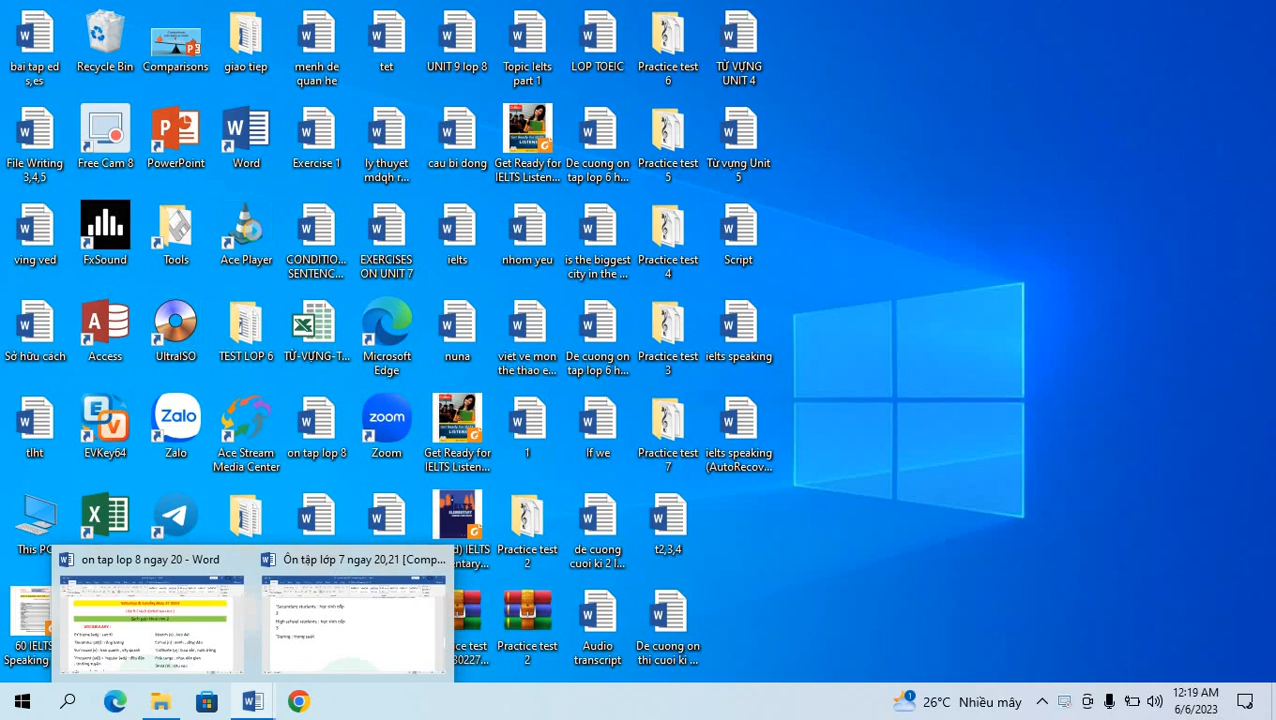 bai tap ed s,es
Recycle Bin
Comparisons
giao tiep
menh de quan he
tet
UNIT 9 lop 8
Topic Ielts part 1
LOP TOEIC
Practice test 6
TỪ VỰNG UNIT 4
File Writing 3,4,5
Free Cam 8
PowerPoint
Word
Exercise 1
ly thuyet mdqh r...
cau bi dong
Get Ready for IELTS Listen...
De cuong on tap lop 6 h...
Practice test 5
Từ vựng Unit 5
ving ved
FxSound
Tools
Ace Player
CONDITIO... SENTENC...
EXERCISES ON UNIT 7
ielts
nhom yeu
is the biggest city in the ...
Practice test 4
Script
Sở hữu cách
Access
UltraISO
TEST LOP 6
TỪ-VỰNG-T...
Microsoft Edge
nuna
viet ve mon the thao e...
De cuong on tap lop 6 h...
Practice test 3
ielts speaking
tlht
EVKey64
Zalo
Ace Stream Media Center
on tap lop 8
Zoom
Get Ready for IELTS Listen...
1
If we
Practice test 7
ielts speaking (AutoRecov...
This PC
d) IELTS
entary...
Practice test 2
de cuong cuoi ki 2 l...
t2,3,4
on tap lop 8 ngay 20 - Word
Ôn tập lớp 7 ngay 20,21 [Comp...
60 IELTS Speaking
ctice test
80227...
Practice test 2
Audio transcript
De cuong on thi cuoi ki ...
26°C Nhiều mây
12:19 AM
6/6/2023